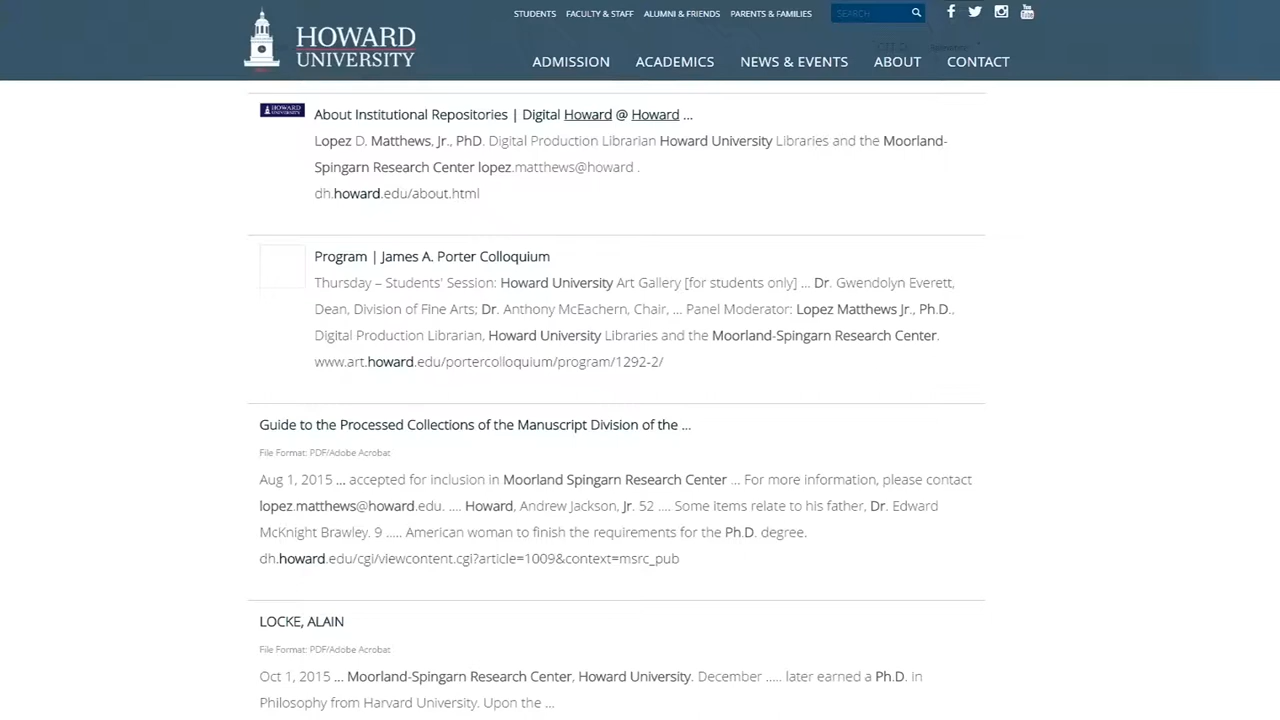 STUDENTS FACULTY & STAFF ALUMNI & FRIENDS PARENTS & FAMILIES SEARCH
HOWARD
UNIVERSITY
ADMISSION ACADEMICS NEWS & EVENTS ABOUT CONTACT
HOWARD
UNIVERSITY
About Institutional Repositories | Digital Howard @ Howard ...
Lopez D. Matthews, Jr., PhD. Digital Production Librarian Howard University Libraries and the Moorland-
Spingarn Research Center lopez.matthews@howard .
dh.howard.edu/about.html
Program | James A. Porter Colloquium
Thursday – Students' Session: Howard University Art Gallery [for students only] ... Dr. Gwendolyn Everett,
Dean, Division of Fine Arts; Dr. Anthony McEachern, Chair, ... Panel Moderator: Lopez Matthews Jr., Ph.D.,
Digital Production Librarian, Howard University Libraries and the Moorland-Spingarn Research Center.
www.art.howard.edu/portercolloquium/program/1292-2/
Guide to the Processed Collections of the Manuscript Division of the ...
File Format: PDF/Adobe Acrobat
Aug 1, 2015 ... accepted for inclusion in Moorland Spingarn Research Center ... For more information, please contact
lopez.matthews@howard.edu. .... Howard, Andrew Jackson, Jr. 52 .... Some items relate to his father, Dr. Edward
McKnight Brawley. 9 ..... American woman to finish the requirements for the Ph.D. degree.
dh.howard.edu/cgi/viewcontent.cgi?article=1009&context=msrc_pub
LOCKE, ALAIN
File Format: PDF/Adobe Acrobat
Oct 1, 2015 ... Moorland-Spingarn Research Center, Howard University. December ..... later earned a Ph.D. in
Philosophy from Harvard University. Upon the ...